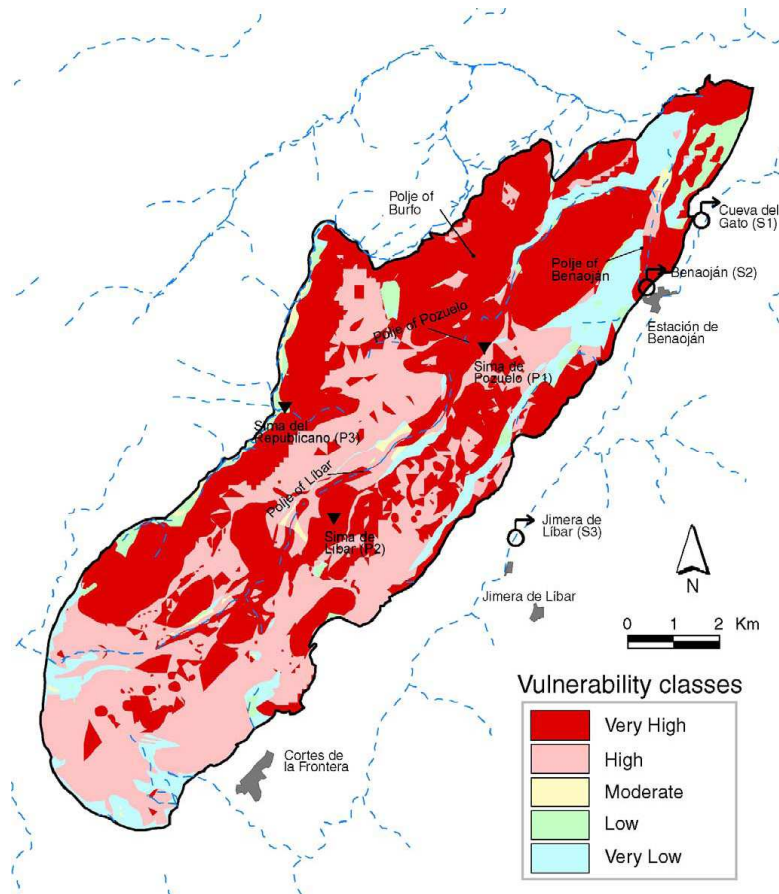 Polje of
Burfo
Cueva del
Gato (S1)
Polje of
Benaoján
Benaoján (S2)
Estación de
Benaoján
Polje of Pozuelo
Sima de
Pozuelo (P1)
Sima del
Republicano (P3)
Polje of Líbar
Sima de
Líbar (P2)
Jimera de
Líbar (S3)
Jimera de Líbar
N
0 1 2 Km
Cortes de
la Frontera
Vulnerability classes
Very High
High
Moderate
Low
Very Low